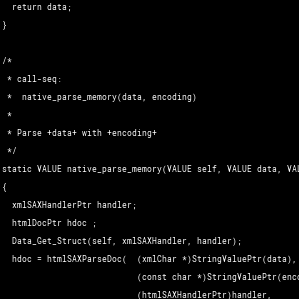 return data;
}
/*
* call-seq:
*  native_parse_memory(data, encoding)
*
* Parse +data+ with +encoding+
*/
static VALUE native_parse_memory(VALUE self, VALUE data,
{
xmlSAXHandlerPtr handler;
htmlDocPtr hdoc ;
Data_Get_Struct(self, xmlSAXHandler, handler);
hdoc = htmlSAXParseDoc(  (xmlChar *)StringValuePtr(data),
(const char *)StringValuePtr(enco
(htmlSAXHandlerPtr)handler,